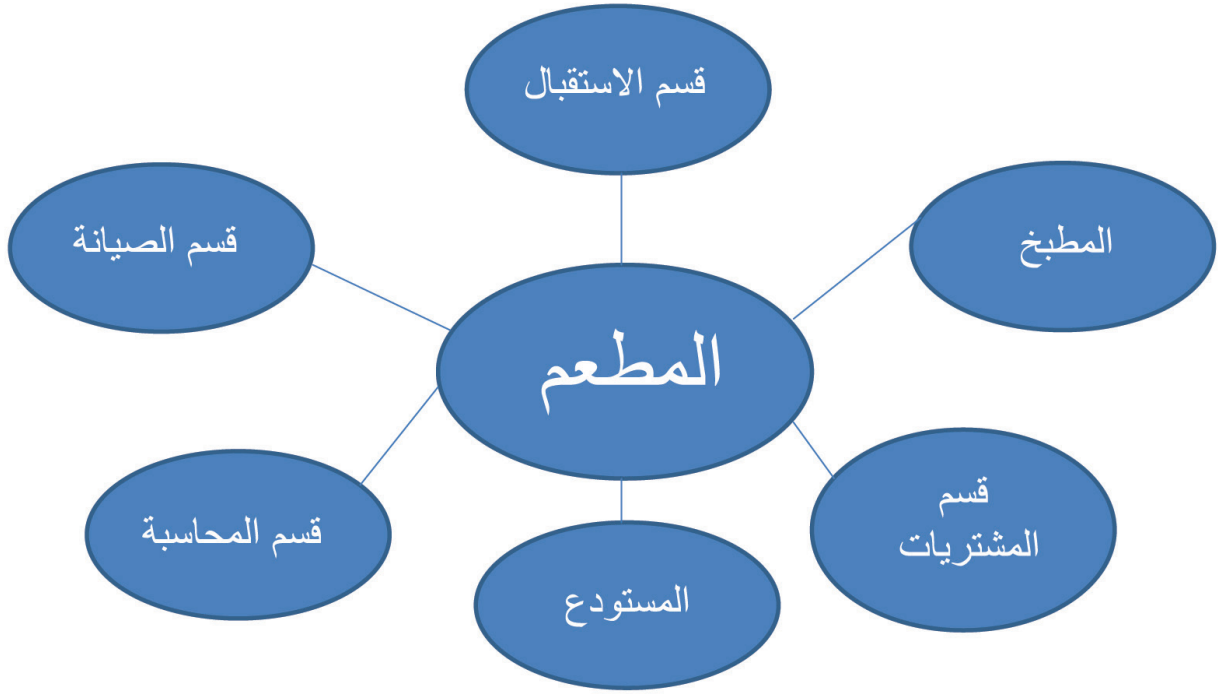 قسم الاستقبال
المطبخ
قسم الصيانة
المطعم
قسم
المشتريات
قسم المحاسبة
المستودع